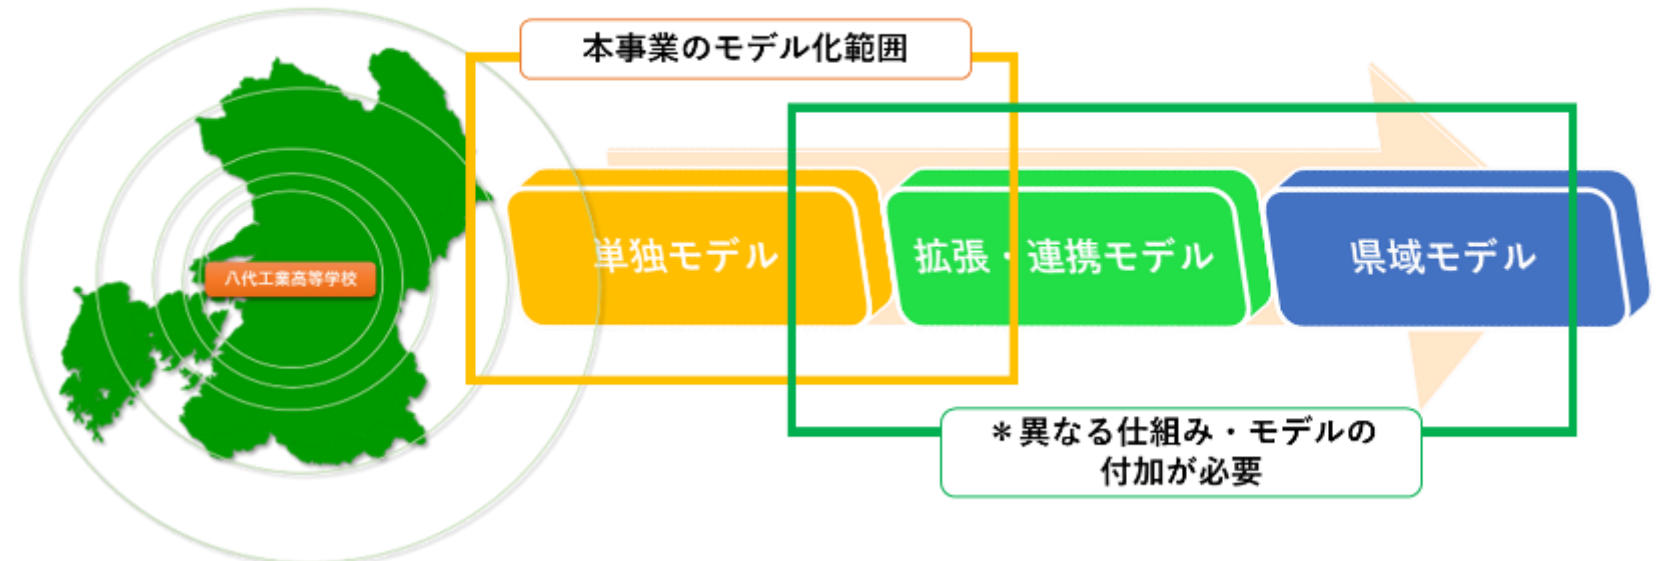 本事業のモデル化範囲
八代工業高等学校
単独モデル
拡張・連携モデル
県域モデル
＊異なる仕組み・モデルの
付加が必要